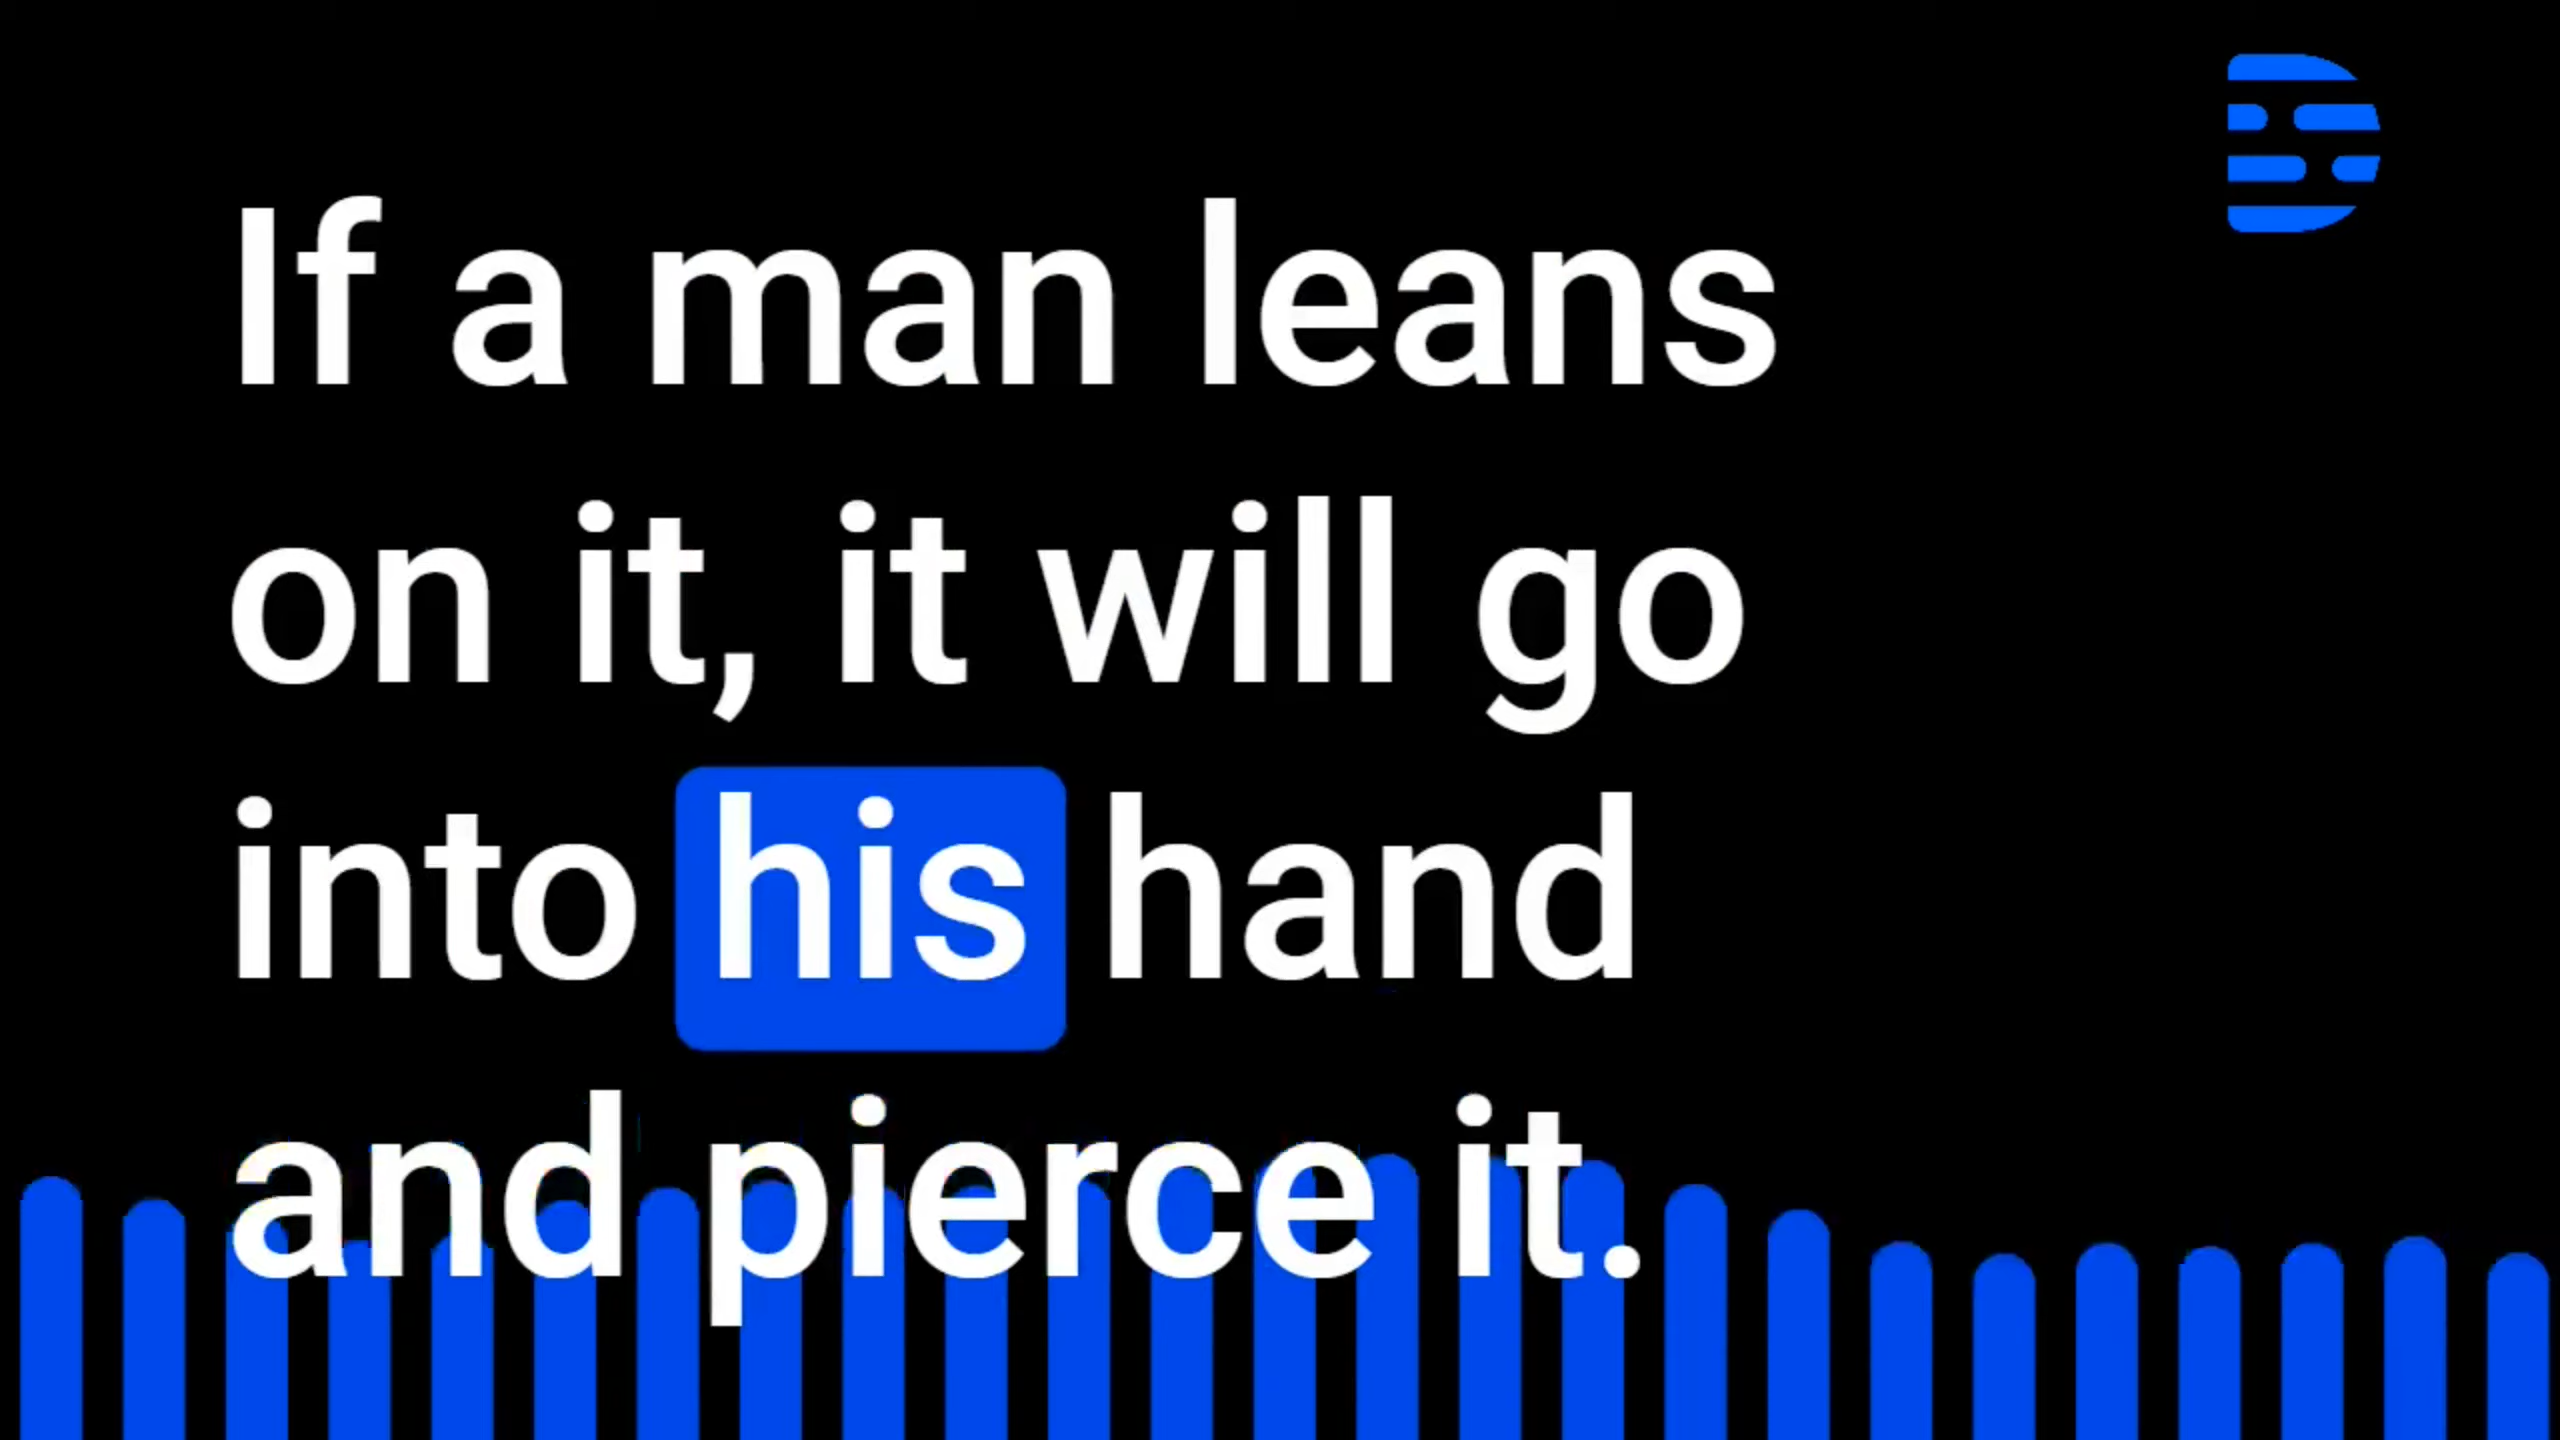 If a man leans
on it, it will go
into his hand
and pierce it.